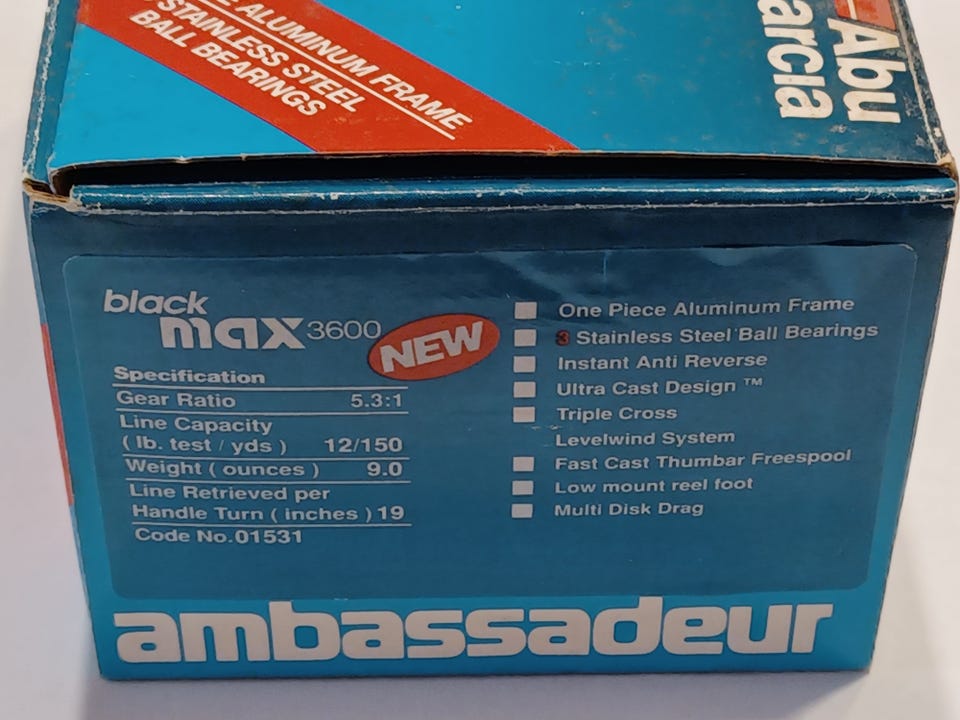 E ALUMINUM FRAME
STAINLESS STEEL
BALL BEARINGS
Abu
arcia
black
max 3600
NEW
Specification
Gear Ratio 5.3:1
Line Capacity
( lb. test / yds ) 12/150
Weight ( ounces ) 9.0
Line Retrieved per
Handle Turn ( inches ) 19
Code No.01531
One Piece Aluminum Frame
3 Stainless Steel Ball Bearings
Instant Anti Reverse
Ultra Cast Design ™
Triple Cross
Levelwind System
Fast Cast Thumbar Freespool
Low mount reel foot
Multi Disk Drag
ambassadeur